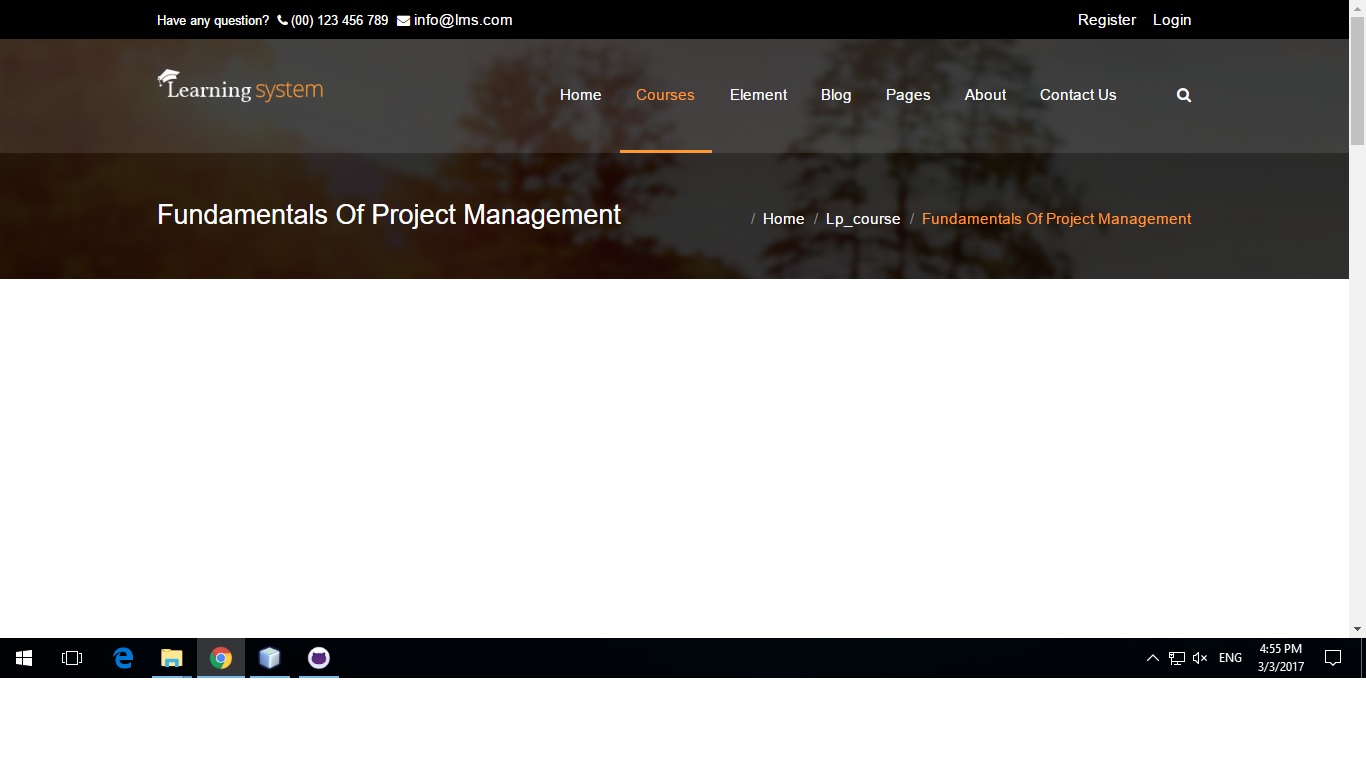 Have any question? (00) 123 456 789 info@lms.com Register Login
Learning system
Home Courses Element Blog Pages About Contact Us
Fundamentals Of Project Management
/ Home / Lp_course / Fundamentals Of Project Management
ENG
4:55 PM
3/3/2017